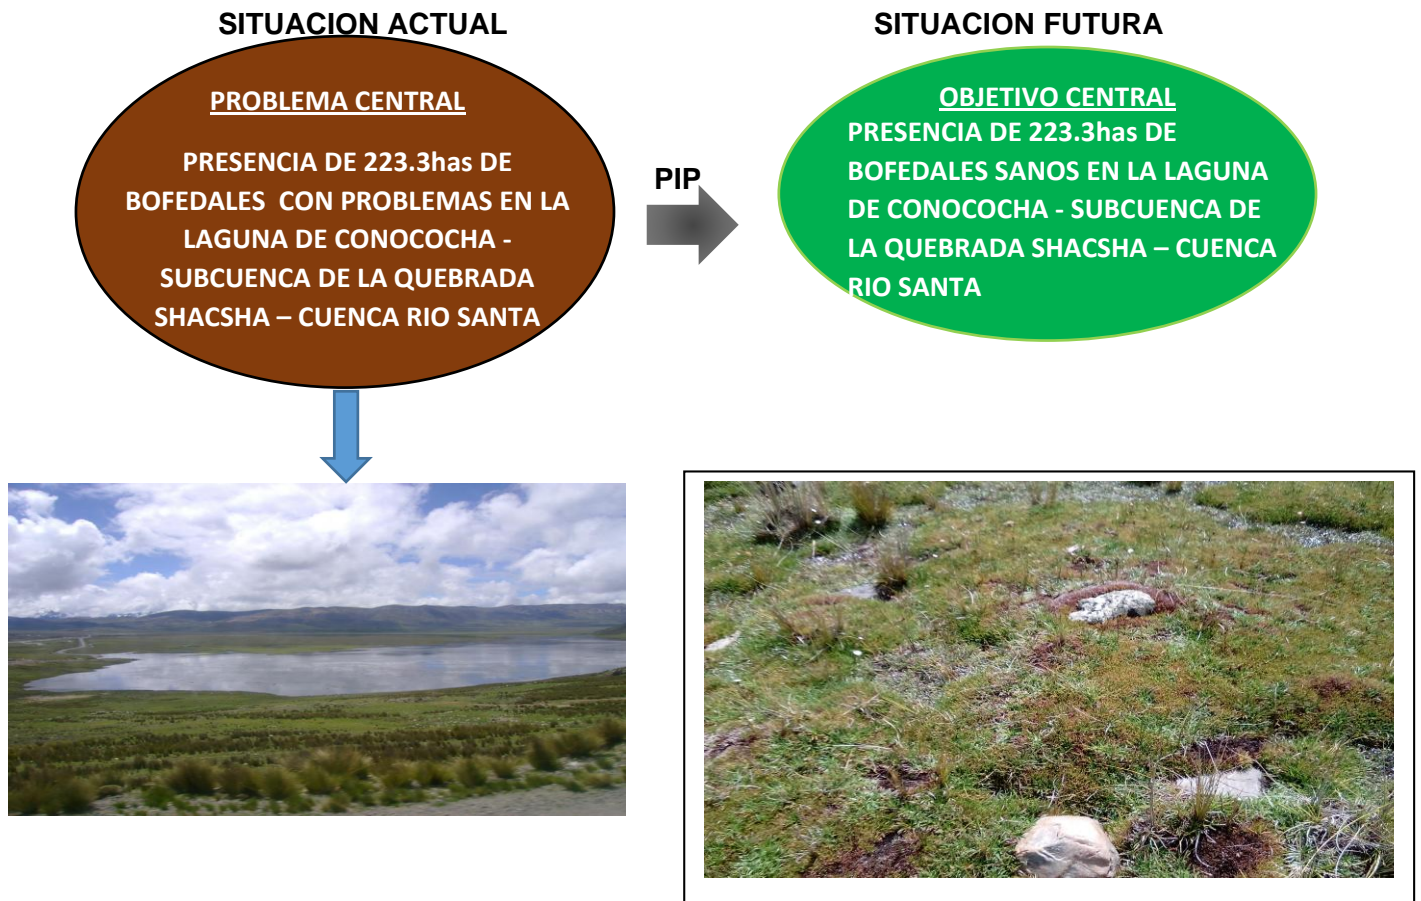 SITUACION ACTUAL
SITUACION FUTURA
PROBLEMA CENTRAL
PRESENCIA DE 223.3has DE
BOFEDALES CON PROBLEMAS EN LA
LAGUNA DE CONOCOCHA -
SUBCUENCA DE LA QUEBRADA
SHACSHA – CUENCA RIO SANTA
PIP
OBJETIVO CENTRAL
PRESENCIA DE 223.3has DE
BOFEDALES SANOS EN LA LAGUNA
DE CONOCOCHA - SUBCUENCA DE
LA QUEBRADA SHACSHA – CUENCA
RIO SANTA